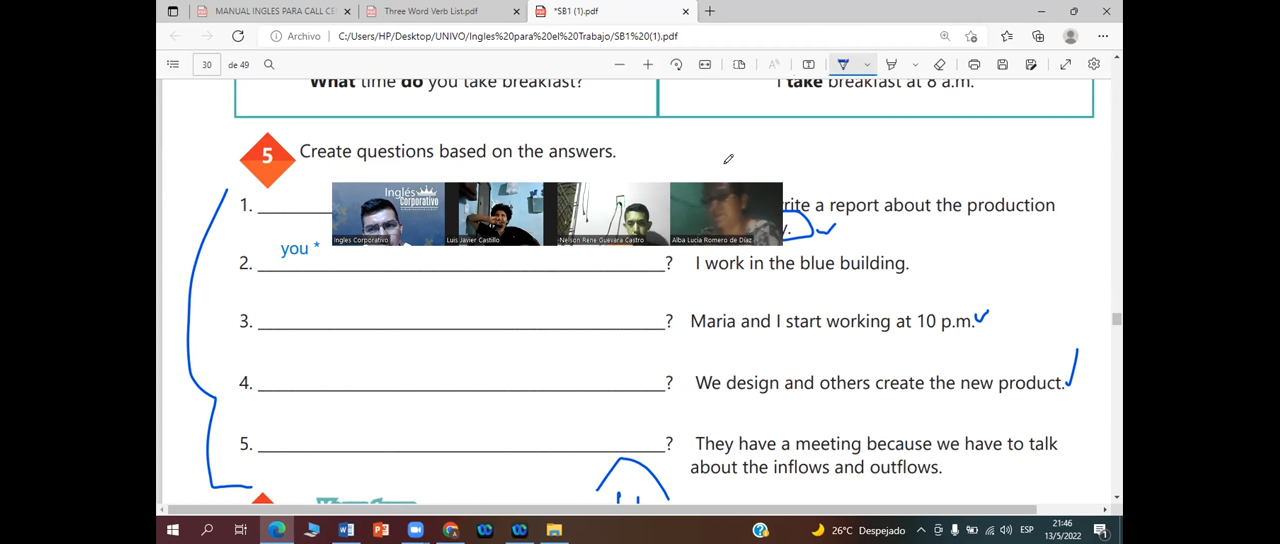 MANUAL INGLES PARA CALL CE
Three Word Verb List.pdf
*SB1 (1).pdf
Archivo
C:/Users/HP/Desktop/UNIVO/Ingles%20para%20el%20Trabajo/SB1%20(1).pdf
30 de 49
What time do you take breakfast?
I take breakfast at 8 a.m.
5 Create questions based on the answers.
Inglés
Corporativo
Ingles Corporativo
Luis Javier Castillo
Nelson Rene Guevara Castro
Alba Lucia Romero de Díaz
1. rite a report about the production
you *
2. ? I work in the blue building.
3. ? Maria and I start working at 10 p.m.
4. ? We design and others create the new product.
5. ? They have a meeting because we have to talk
about the inflows and outflows.
26°C Despejado
ESP
21:46
13/5/2022